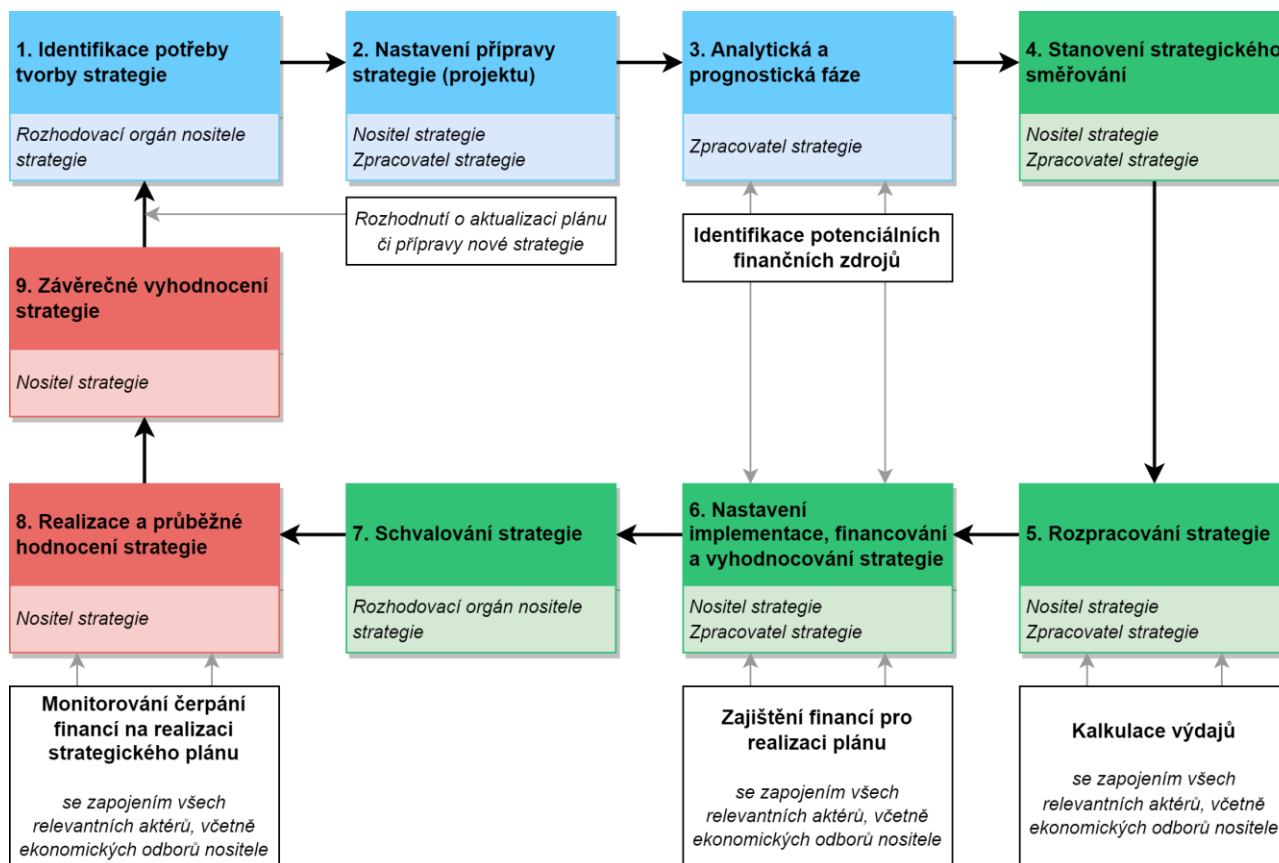 1. Identifikace potřeby
tvorby strategie
Rozhodovací orgán nositele
strategie
2. Nastavení přípravy
strategie (projektu)
Nositel strategie
Zpracovatel strategie
3. Analytická a
prognostická fáze
Zpracovatel strategie
4. Stanovení strategického
směřování
Nositel strategie
Zpracovatel strategie
Rozhodnutí o aktualizaci plánu
či přípravy nové strategie
Identifikace potenciálních
finančních zdrojů
9. Závěrečné vyhodnocení
strategie
Nositel strategie
8. Realizace a průběžné
hodnocení strategie
Nositel strategie
7. Schvalování strategie
Rozhodovací orgán nositele
strategie
6. Nastavení
implementace, financování
a vyhodnocování strategie
Nositel strategie
Zpracovatel strategie
5. Rozpracování strategie
Nositel strategie
Zpracovatel strategie
Monitorování čerpání
financí na realizaci
strategického plánu
se zapojením všech
relevantních aktérů, včetně
ekonomických odborů nositele
Zajištění financí pro
realizaci plánu
se zapojením všech
relevantních aktérů, včetně
ekonomických odborů nositele
Kalkulace výdajů
se zapojením všech
relevantních aktérů, včetně
ekonomických odborů nositele